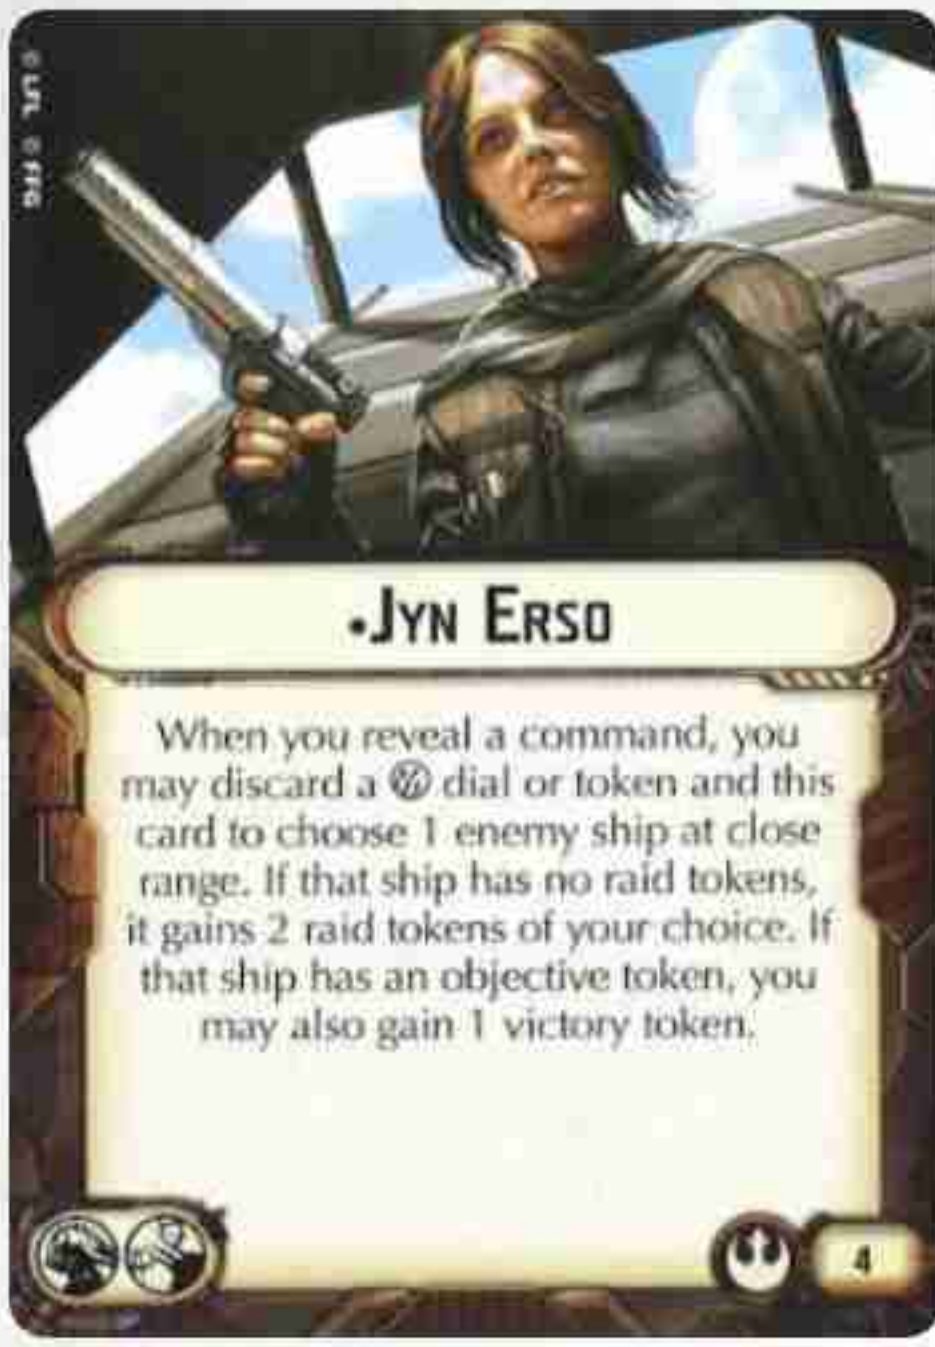 © LFL © FFG
•Jyn Erso
When you reveal a command, you
may discard a dial or token and this
card to choose 1 enemy ship at close
range. If that ship has no raid tokens,
it gains 2 raid tokens of your choice. If
that ship has an objective token, you
may also gain 1 victory token.
4